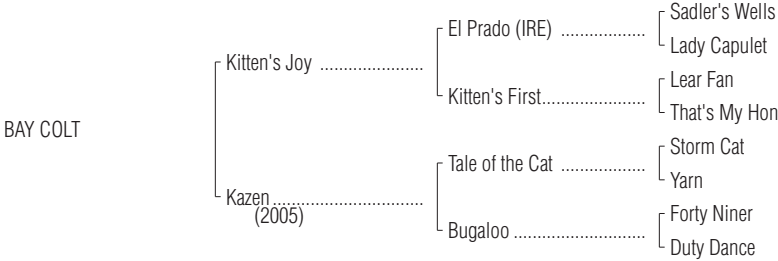 Sadler's Wells
El Prado (IRE) ...................
Lady Capulet
Kitten's Joy .......................
Lear Fan
Kitten's First.......................
That's My Hon
BAY COLT
Storm Cat
Tale of the Cat ...................
Yarn
Kazen..................................
(2005)
Forty Niner
Bugaloo .............................
Duty Dance